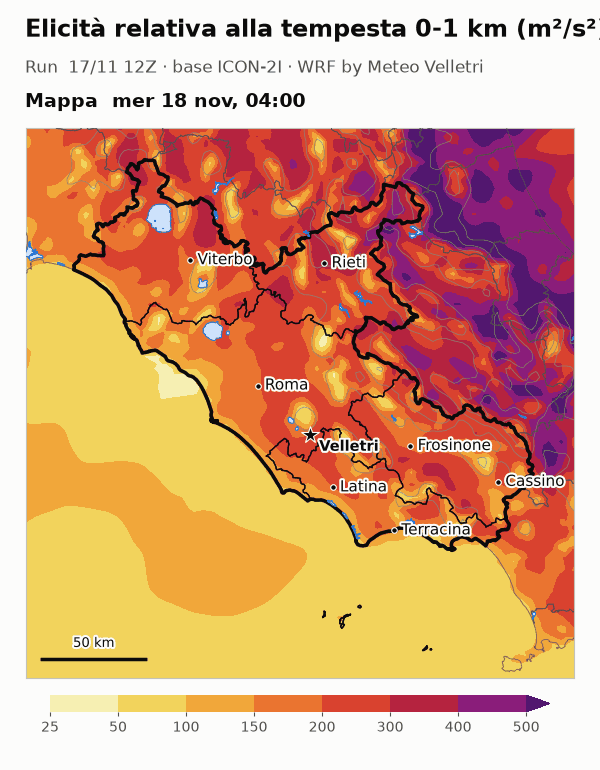 Elicità relativa alla tempesta 0-1 km (m²/s²)
Run 17/11 12Z · base ICON-2I · WRF by Meteo Velletri
Mappa mer 18 nov, 04:00
Viterbo
Rieti
Roma
Velletri
Frosinone
Cassino
Latina
Terracina
50 km
25 50 100 150 200 300 400 500